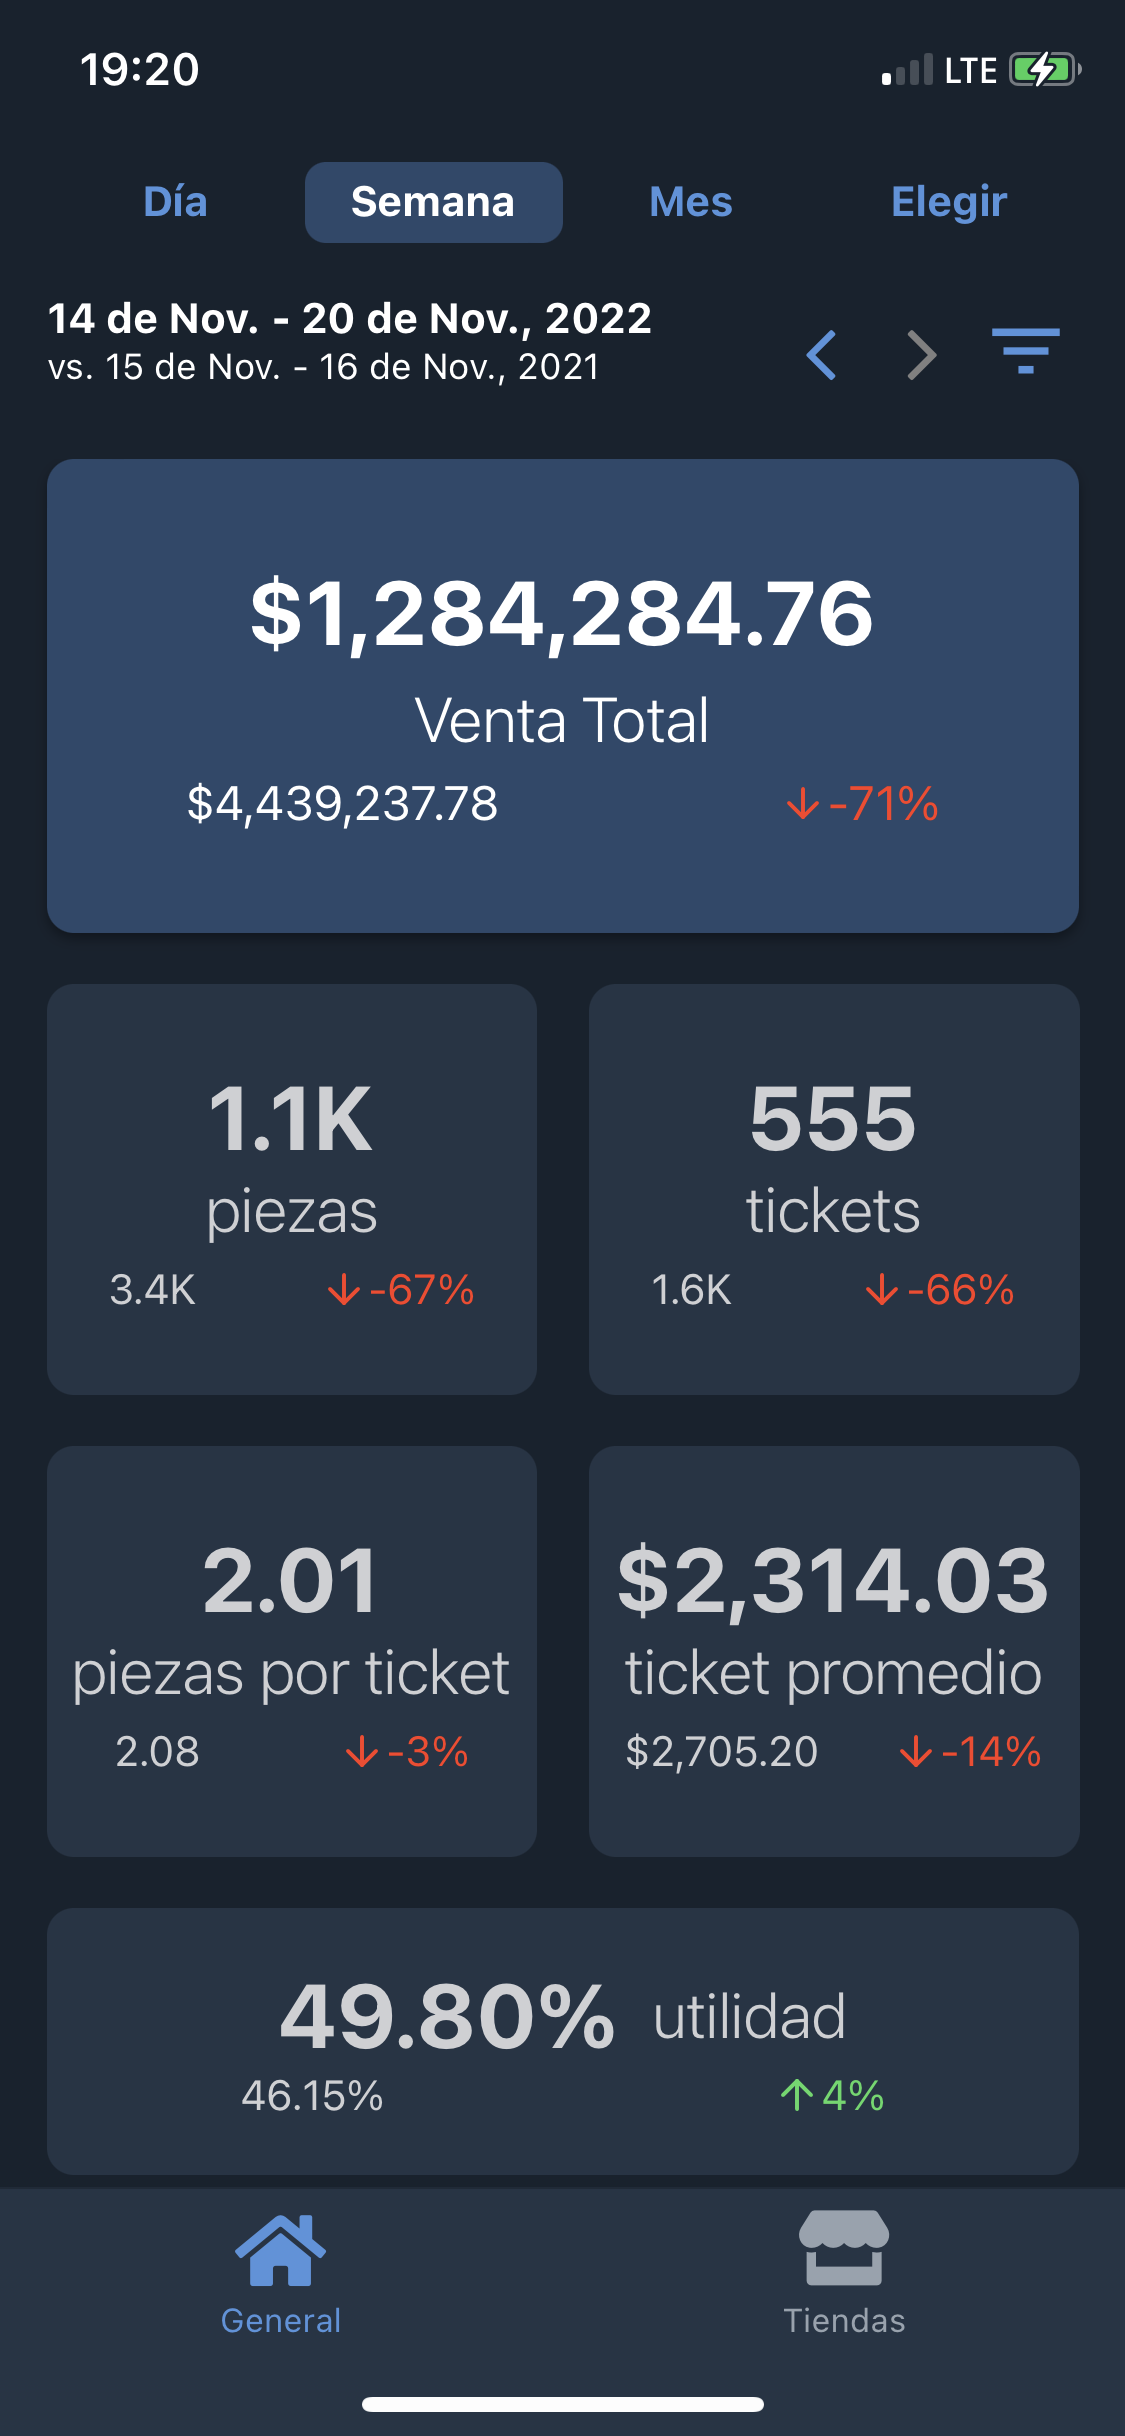 19:20
LTE
Día Semana Mes Elegir
14 de Nov. - 20 de Nov., 2022
vs. 15 de Nov. - 16 de Nov., 2021
$1,284,284.76
Venta Total
$4,439,237.78 ↓ -71%
1.1K
piezas
3.4K ↓ -67%
555
tickets
1.6K ↓ -66%
2.01
piezas por ticket
2.08 ↓ -3%
$2,314.03
ticket promedio
$2,705.20 ↓ -14%
49.80% utilidad
46.15% ↑ 4%
General Tiendas